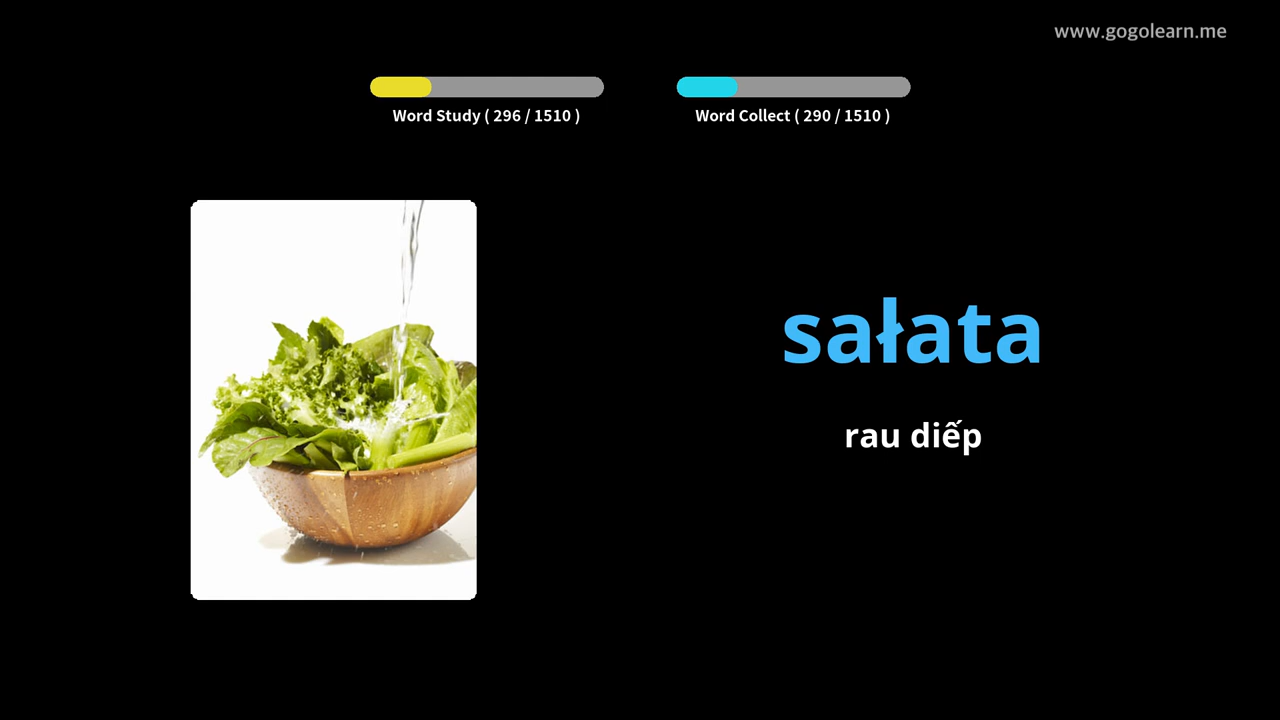 www.gogolearn.me
Word Study ( 296 / 1510 )
Word Collect ( 290 / 1510 )
sałata
rau diếp